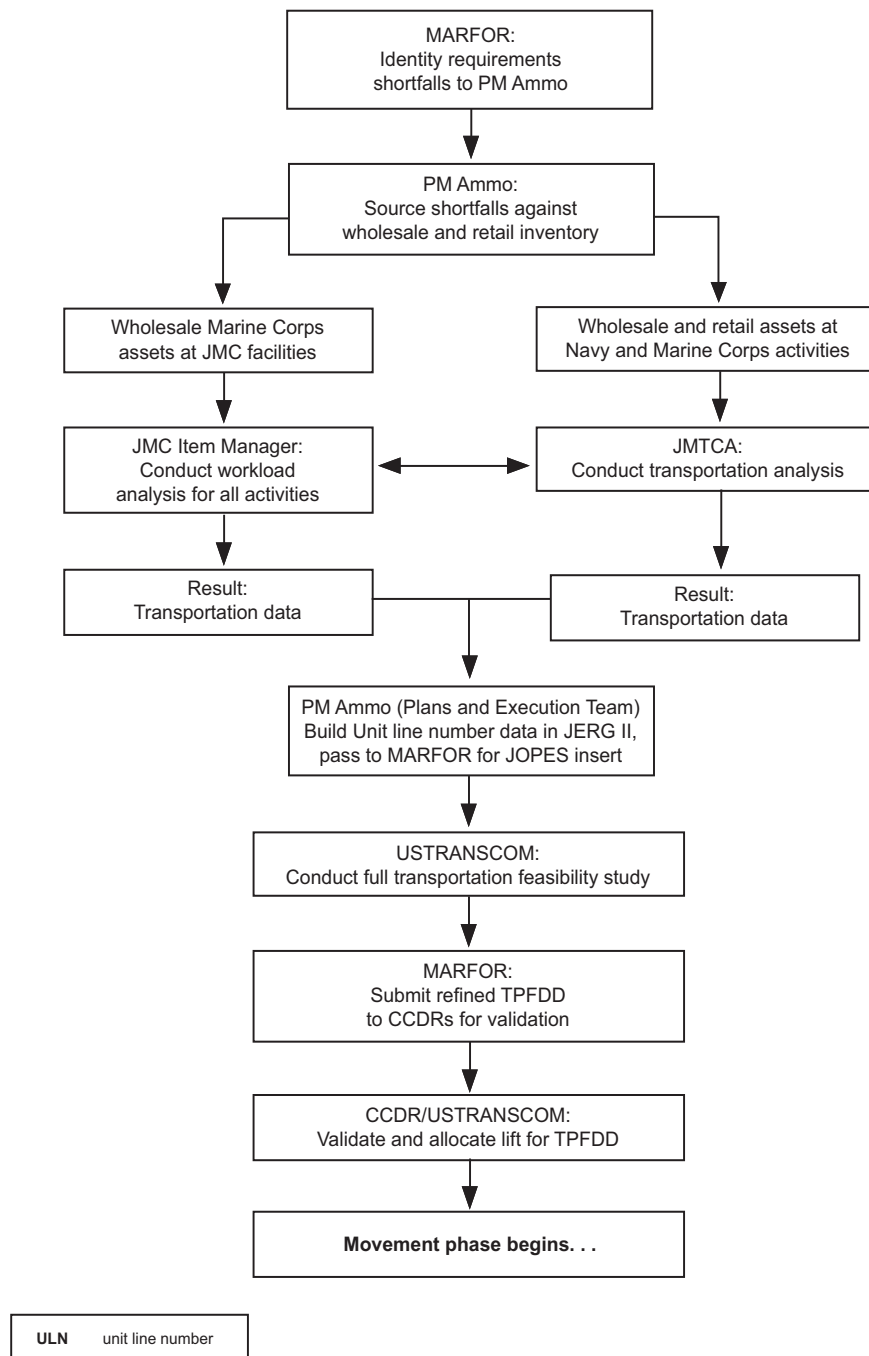 MARFOR:
Identity requirements
shortfalls to PM Ammo
PM Ammo:
Source shortfalls against
wholesale and retail inventory
Wholesale Marine Corps
assets at JMC facilities
Wholesale and retail assets at
Navy and Marine Corps activities
JMC Item Manager:
Conduct workload
analysis for all activities
JMTCA:
Conduct transportation analysis
Result:
Transportation data
Result:
Transportation data
PM Ammo (Plans and Execution Team)
Build Unit line number data in JERG II,
pass to MARFOR for JOPES insert
USTRANSCOM:
Conduct full transportation feasibility study
MARFOR:
Submit refined TPFDD
to CCDRs for validation
CCDR/USTRANSCOM:
Validate and allocate lift for TPFDD
Movement phase begins. . .
ULN unit line number